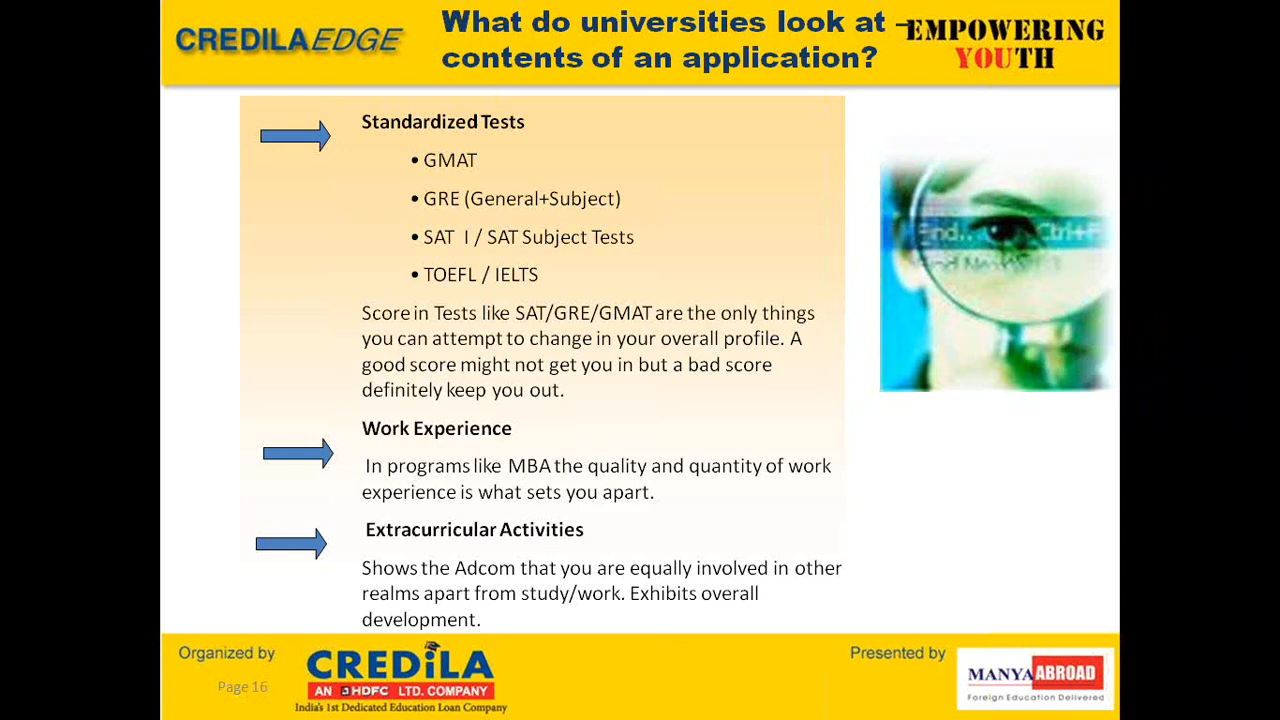 CREDILAEDGE
What do universities look at –
contents of an application?
EMPOWERING
YOUTH
Standardized Tests
• GMAT
• GRE (General+Subject)
• SAT I / SAT Subject Tests
• TOEFL / IELTS
Score in Tests like SAT/GRE/GMAT are the only things
you can attempt to change in your overall profile. A
good score might not get you in but a bad score
definitely keep you out.
Work Experience
In programs like MBA the quality and quantity of work
experience is what sets you apart.
Extracurricular Activities
Shows the Adcom that you are equally involved in other
realms apart from study/work. Exhibits overall
development.
Find..
Ctrl+F
Organized by
Page 16
CREDiLA
AN HDFC LTD. COMPANY
India's 1st Dedicated Education Loan Company
Presented by
MANYA ABROAD
Foreign Education Delivered